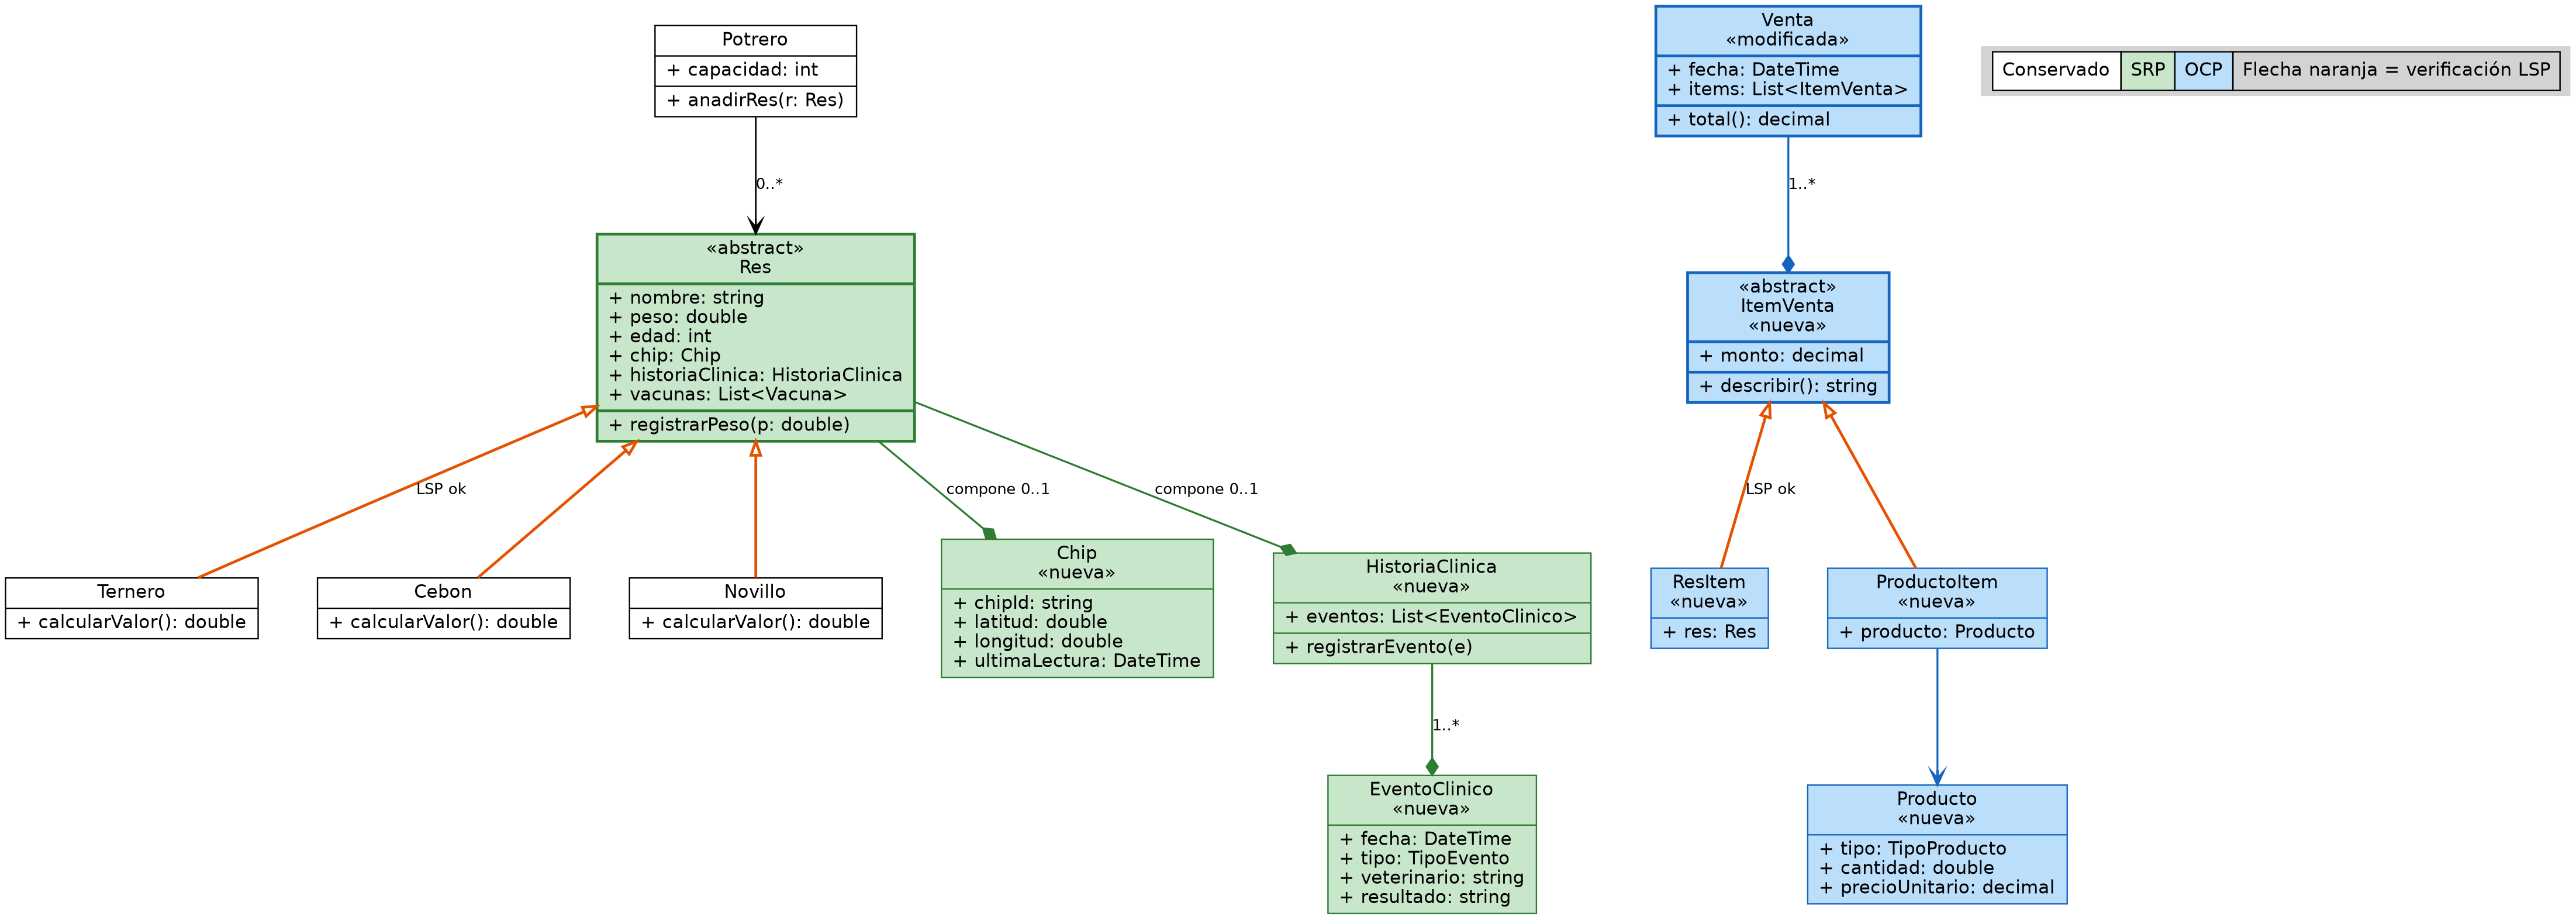 Potrero
+ capacidad: int
+ anadirRes(r: Res)
Venta
«modificada»
+ fecha: DateTime
+ items: List<ItemVenta>
+ total(): decimal
Conservado
SRP
OCP
Flecha naranja = verificación LSP
0..*
1..*
«abstract»
Res
+ nombre: string
+ peso: double
+ edad: int
+ chip: Chip
+ historiaClinica: HistoriaClinica
+ vacunas: List<Vacuna>
+ registrarPeso(p: double)
«abstract»
ItemVenta
«nueva»
+ monto: decimal
+ describir(): string
LSP ok
compone 0..1
compone 0..1
LSP ok
Ternero
+ calcularValor(): double
Cebon
+ calcularValor(): double
Novillo
+ calcularValor(): double
Chip
«nueva»
+ chipId: string
+ latitud: double
+ longitud: double
+ ultimaLectura: DateTime
HistoriaClinica
«nueva»
+ eventos: List<EventoClinico>
+ registrarEvento(e)
ResItem
«nueva»
+ res: Res
ProductoItem
«nueva»
+ producto: Producto
1..*
EventoClinico
«nueva»
+ fecha: DateTime
+ tipo: TipoEvento
+ veterinario: string
+ resultado: string
Producto
«nueva»
+ tipo: TipoProducto
+ cantidad: double
+ precioUnitario: decimal